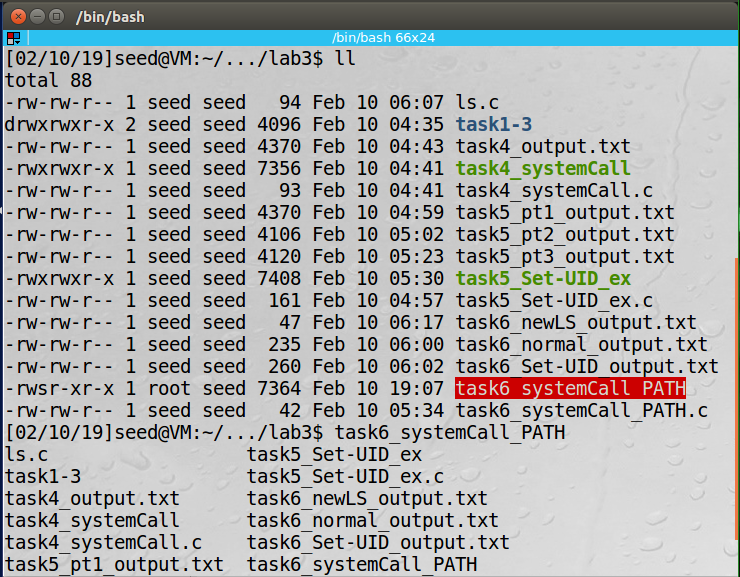 /bin/bash
/bin/bash 66x24
[02/10/19]seed@VM:~/.../lab3$ ll
total 88
-rw-rw-r-- 1 seed seed   94 Feb 10 06:07 ls.c
drwxrwxr-x 2 seed seed 4096 Feb 10 04:35 task1-3
-rw-rw-r-- 1 seed seed 4370 Feb 10 04:43 task4_output.txt
-rwxrwxr-x 1 seed seed 7356 Feb 10 04:41 task4_systemCall
-rw-rw-r-- 1 seed seed   93 Feb 10 04:41 task4_systemCall.c
-rw-rw-r-- 1 seed seed 4370 Feb 10 04:59 task5_pt1_output.txt
-rw-rw-r-- 1 seed seed 4106 Feb 10 05:02 task5_pt2_output.txt
-rw-rw-r-- 1 seed seed 4120 Feb 10 05:23 task5_pt3_output.txt
-rwxrwxr-x 1 seed seed 7408 Feb 10 05:30 task5_Set-UID_ex
-rw-rw-r-- 1 seed seed  161 Feb 10 04:57 task5_Set-UID_ex.c
-rw-rw-r-- 1 seed seed   47 Feb 10 06:17 task6_newLS_output.txt
-rw-rw-r-- 1 seed seed  235 Feb 10 06:00 task6_normal_output.txt
-rw-rw-r-- 1 seed seed  260 Feb 10 06:02 task6_Set-UID_output.txt
-rwsr-xr-x 1 root seed 7364 Feb 10 19:07 task6_systemCall_PATH
-rw-rw-r-- 1 seed seed   42 Feb 10 05:34 task6_systemCall_PATH.c
[02/10/19]seed@VM:~/.../lab3$ task6_systemCall_PATH
ls.c                  task5_Set-UID_ex
task1-3               task5_Set-UID_ex.c
task4_output.txt      task6_newLS_output.txt
task4_systemCall      task6_normal_output.txt
task4_systemCall.c    task6_Set-UID_output.txt
task5_pt1_output.txt  task6_systemCall_PATH